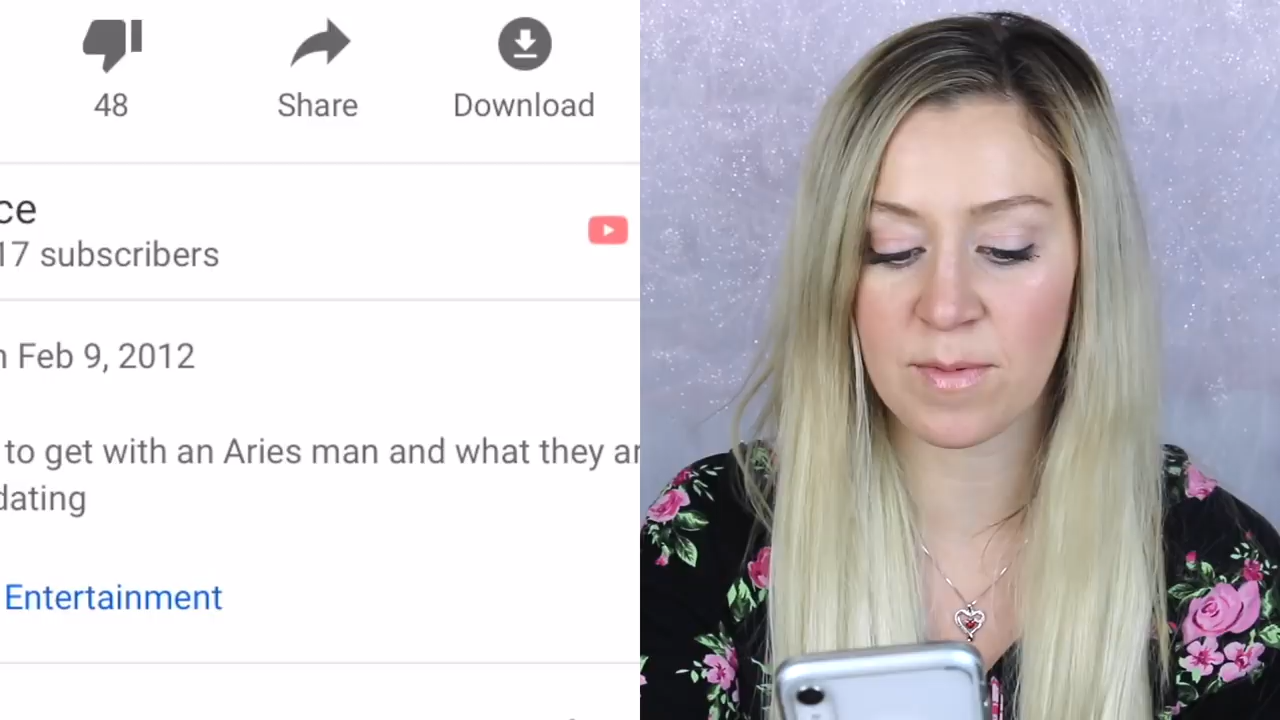 48
Share
Download
ce
17 subscribers
Feb 9, 2012
to get with an Aries man and what they
dating
Entertainment